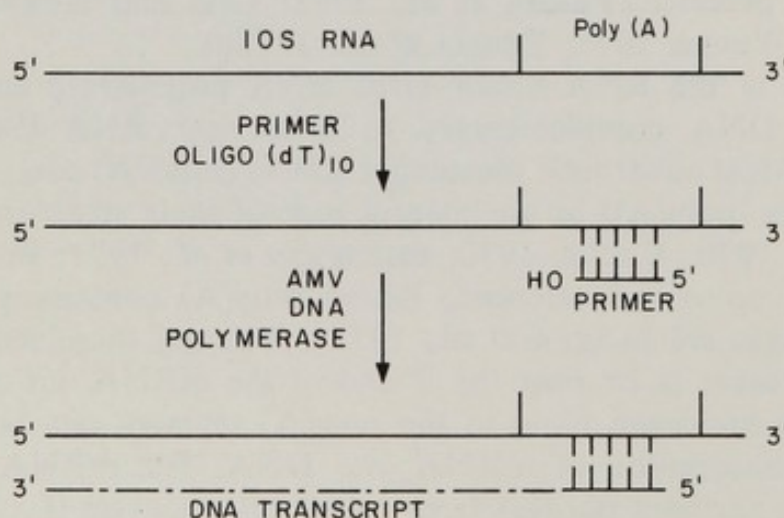 10S RNA
Poly (A)
5'
3'
PRIMER
OLIGO (dT)10
5'
3'
HO
5'
PRIMER
AMV
DNA
POLYMERASE
5'
3'
3'
5'
DNA TRANSCRIPT